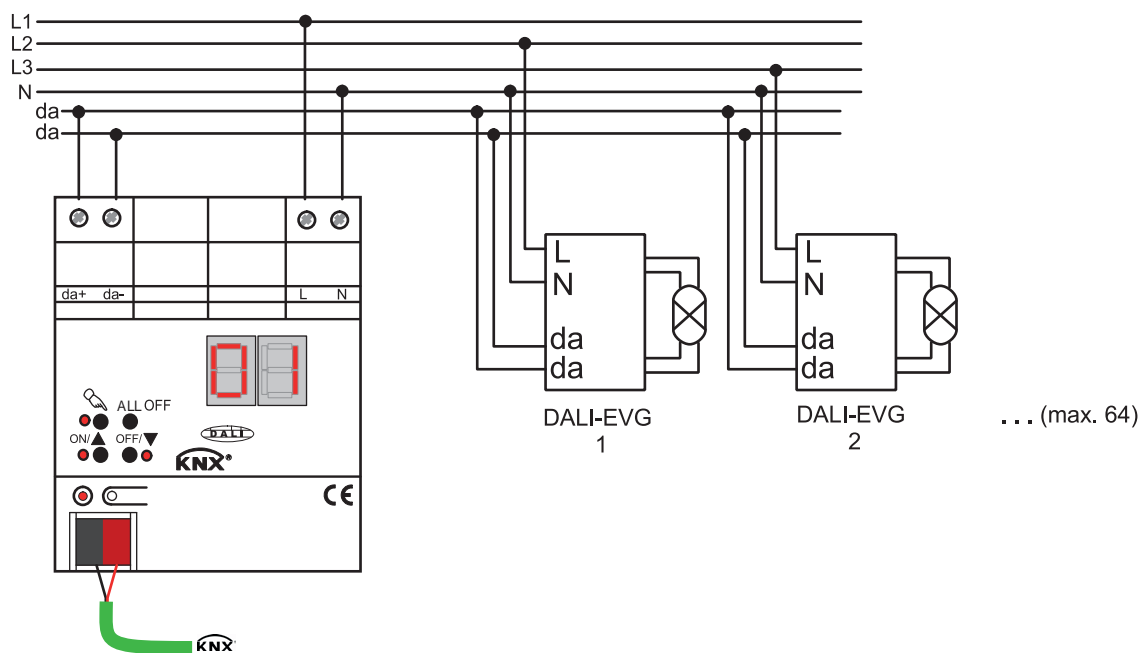 L1
L2
L3
N
da
da
da+ da- L N
01
ALL OFF
ON/▲ OFF/▼
DALI
KNX®
CE
KNX
L
N
da
da
DALI-EVG
1
L
N
da
da
DALI-EVG
2
... (max. 64)